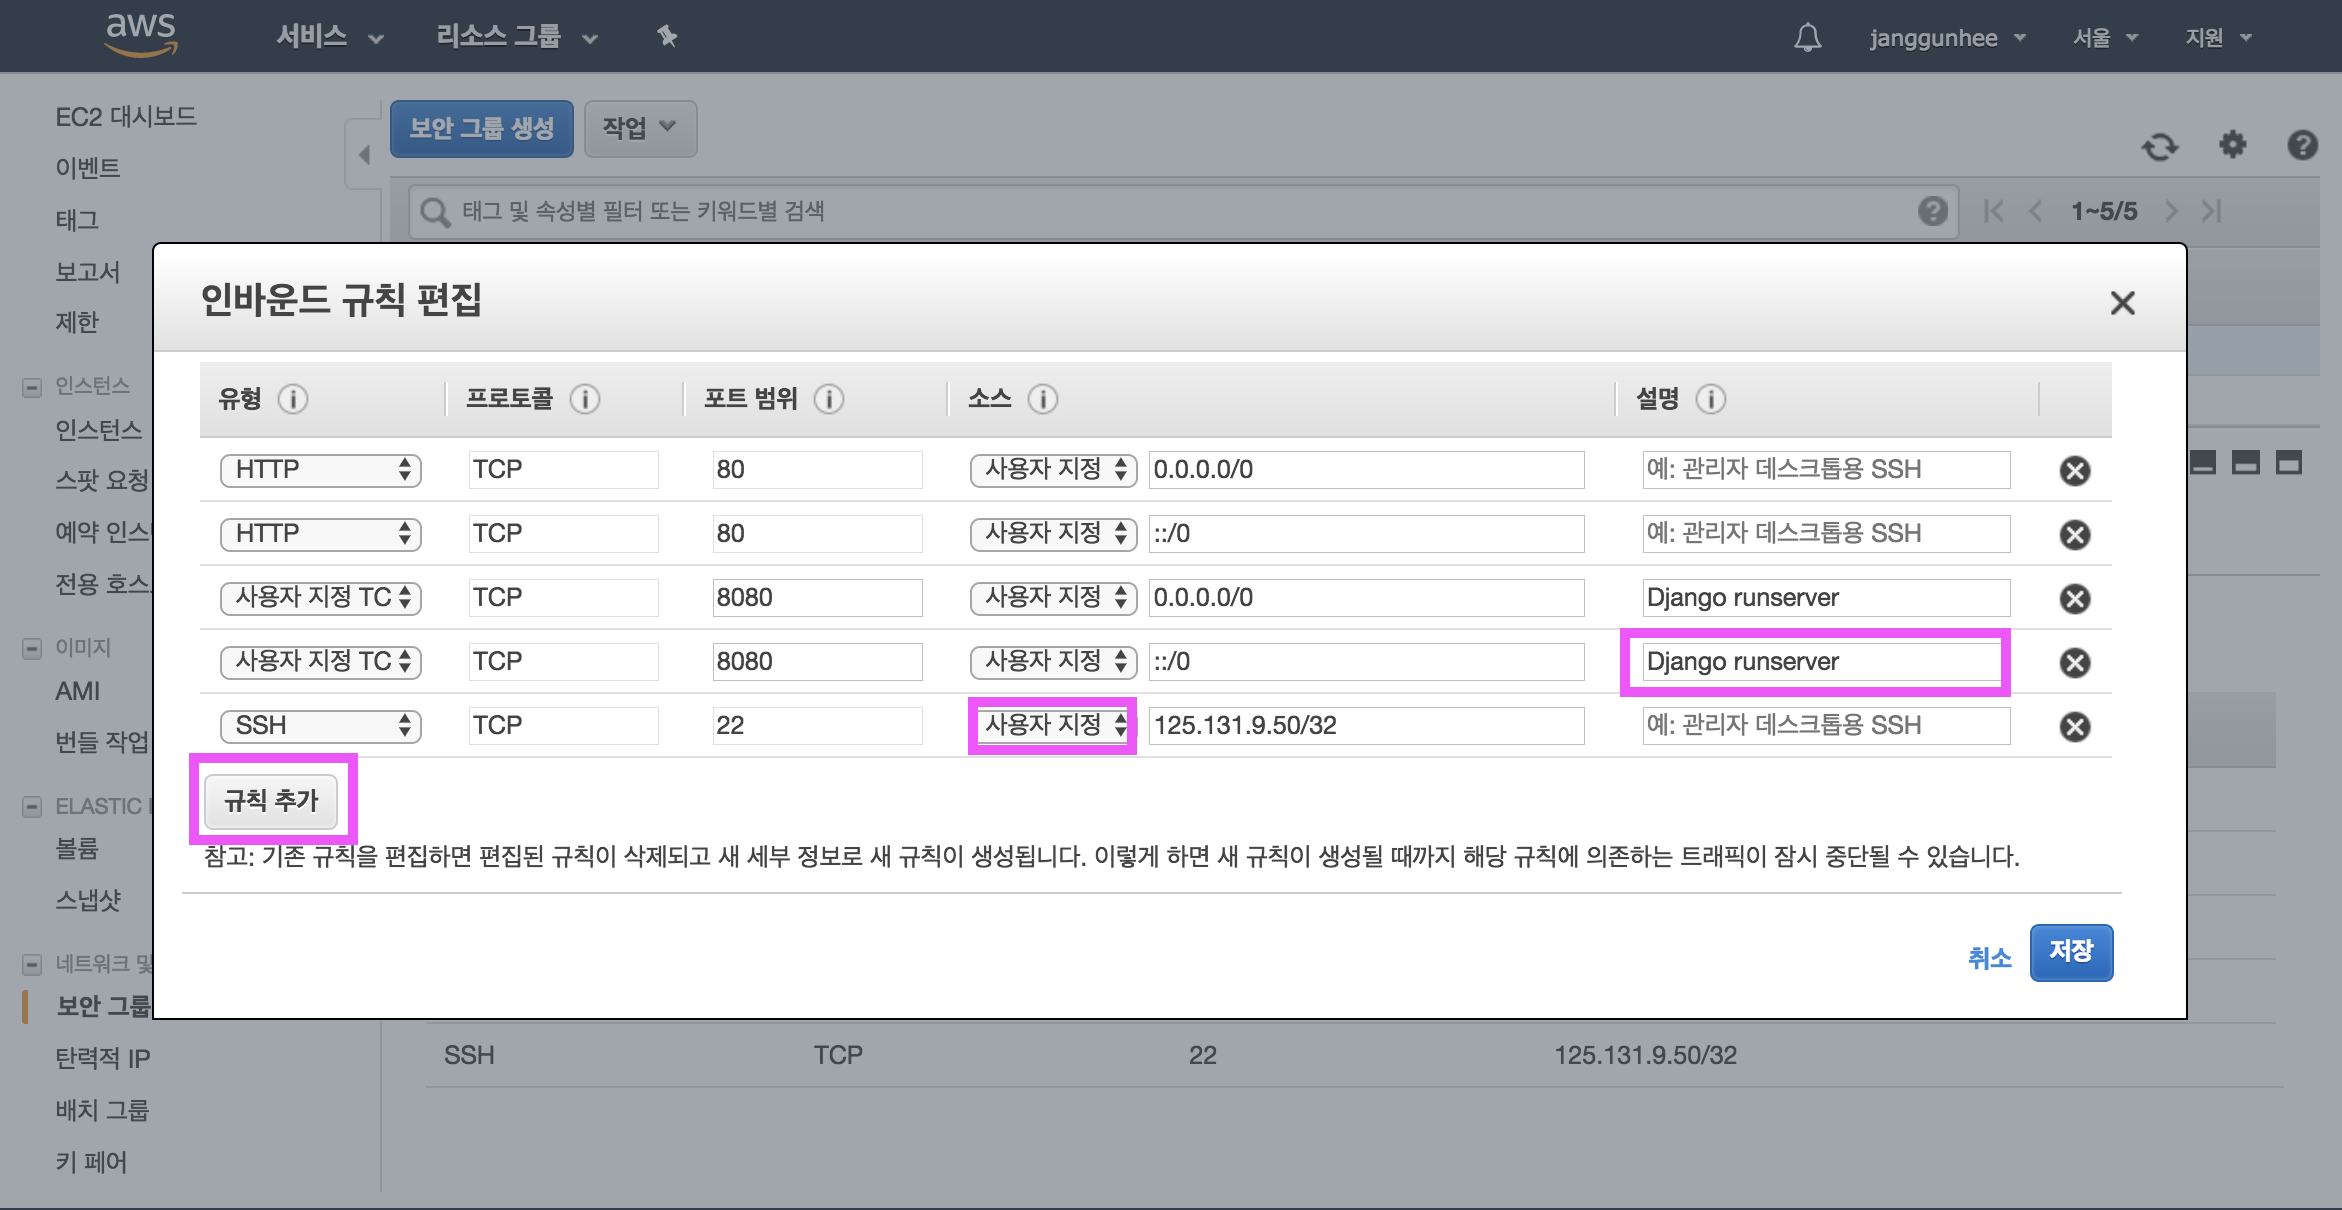 aws 서비스 리소스 그룹 janggunhee 서울 지원
EC2 대시보드
이벤트
태그
보고서
제한
인스턴스
인스턴스
스팟 요청
예약 인스
전용 호스
이미지
AMI
번들 작업
ELASTIC
볼륨
스냅샷
네트워크 및
보안 그룹
탄력적 IP
배치 그룹
키 페어
보안 그룹 생성 작업
태그 및 속성별 필터 또는 키워드별 검색 1~5/5
인바운드 규칙 편집
유형 프로토콜 포트 범위 소스 설명
HTTP TCP 80 사용자 지정 0.0.0.0/0 예: 관리자 데스크톱용 SSH
HTTP TCP 80 사용자 지정 ::/0 예: 관리자 데스크톱용 SSH
사용자 지정 TC TCP 8080 사용자 지정 0.0.0.0/0 Django runserver
사용자 지정 TC TCP 8080 사용자 지정 ::/0 Django runserver
SSH TCP 22 사용자 지정 125.131.9.50/32 예: 관리자 데스크톱용 SSH
규칙 추가
참고: 기존 규칙을 편집하면 편집된 규칙이 삭제되고 새 세부 정보로 새 규칙이 생성됩니다. 이렇게 하면 새 규칙이 생성될 때까지 해당 규칙에 의존하는 트래픽이 잠시 중단될 수 있습니다.
취소 저장
SSH TCP 22 125.131.9.50/32